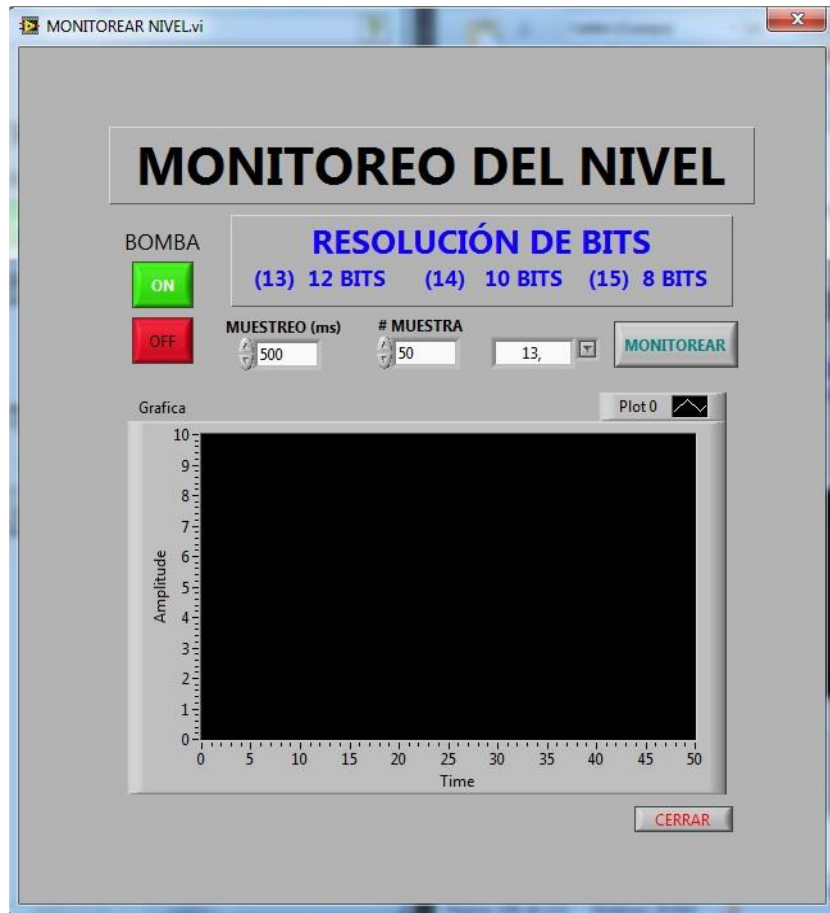 MONITOREAR NIVEL.vi
MONITOREO DEL NIVEL
BOMBA
ON
OFF
RESOLUCIÓN DE BITS
(13) 12 BITS (14) 10 BITS (15) 8 BITS
MUESTREO (ms)
500
# MUESTRA
50
13,
MONITOREAR
Grafica
Plot 0
10
9
8
7
6
5
4
3
2
1
0
Amplitude
0 5 10 15 20 25 30 35 40 45 50
Time
CERRAR